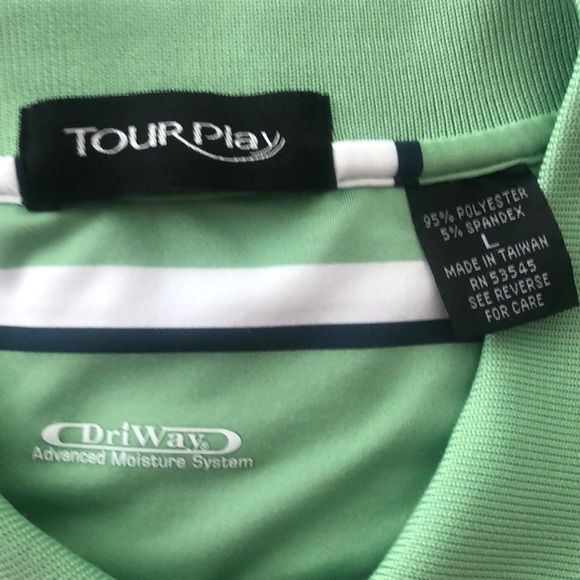 TOUR Play
95% POLYESTER
5% SPANDEX
L
MADE IN TAIWAN
RN 53545
SEE REVERSE
FOR CARE
DriWay®
Advanced Moisture System